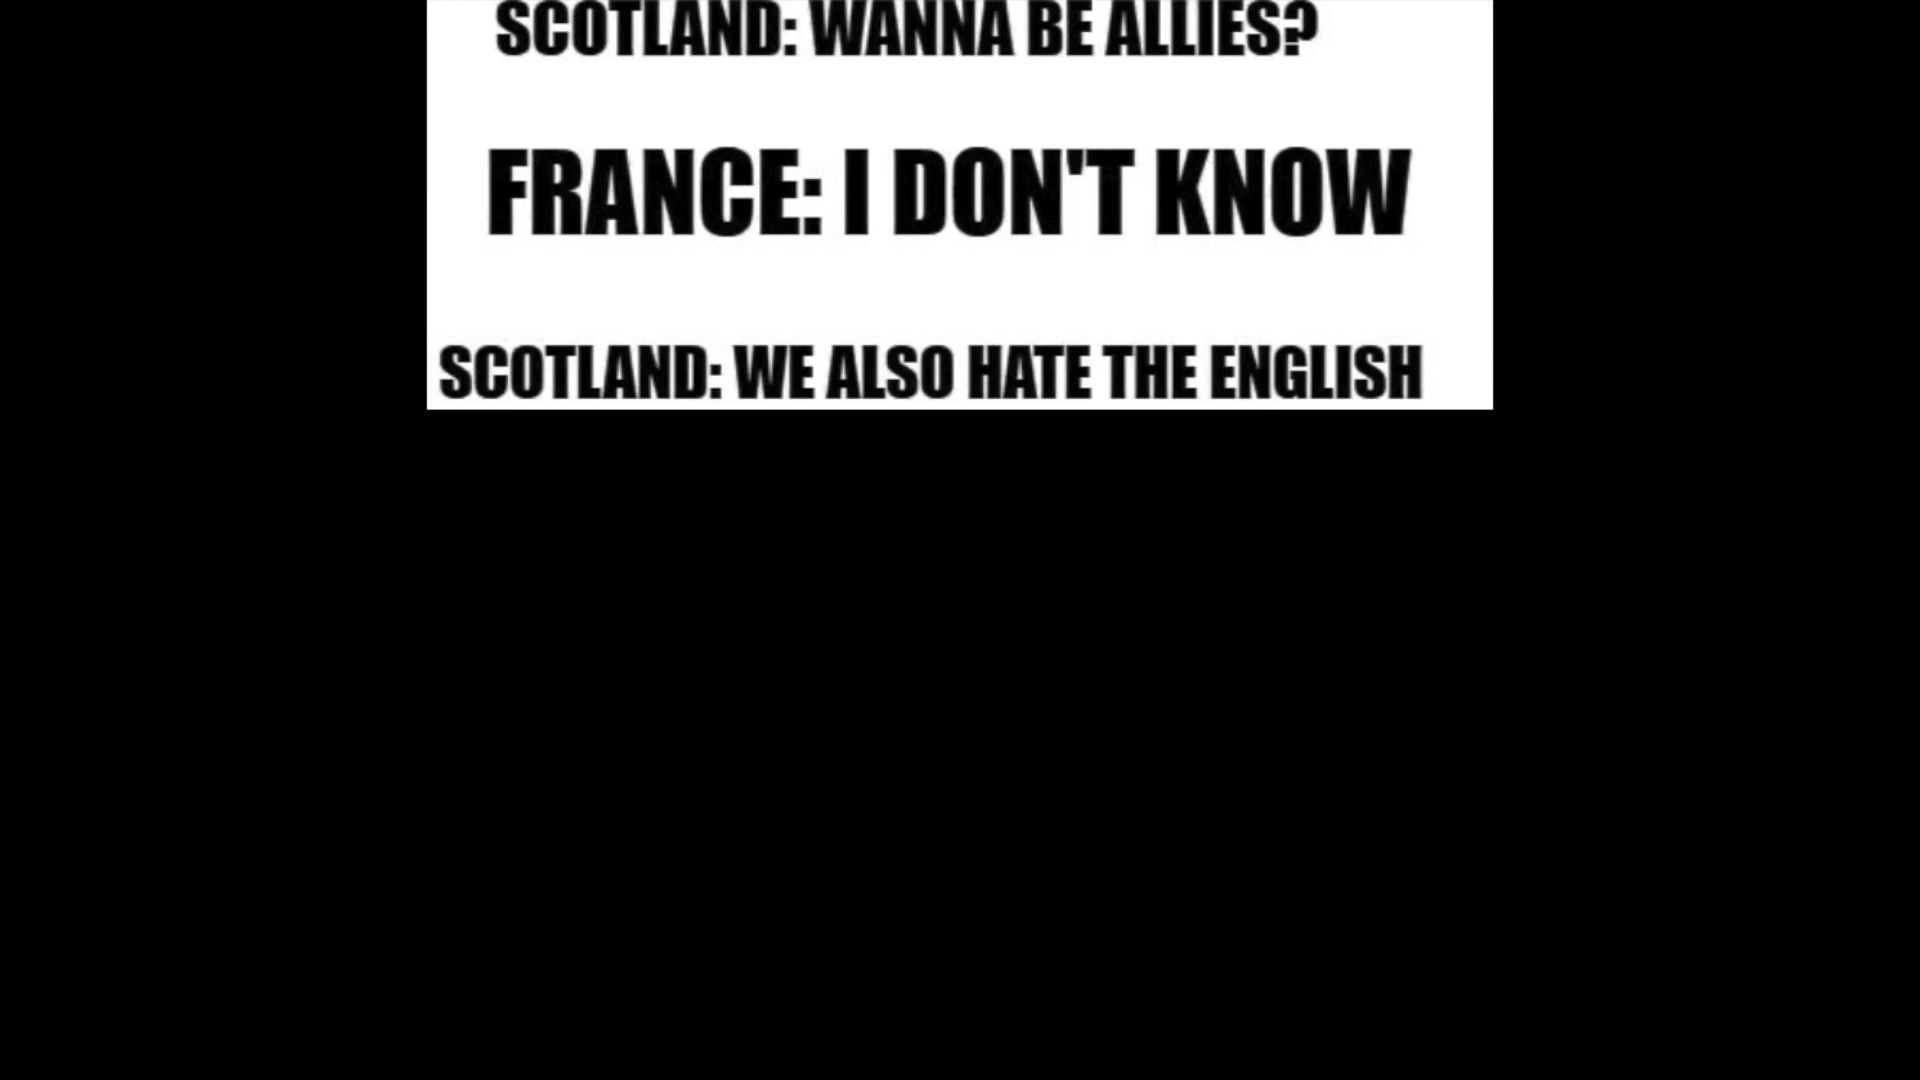 SCOTLAND: WANNA BE ALLIES?
FRANCE: I DON'T KNOW
SCOTLAND: WE ALSO HATE THE ENGLISH